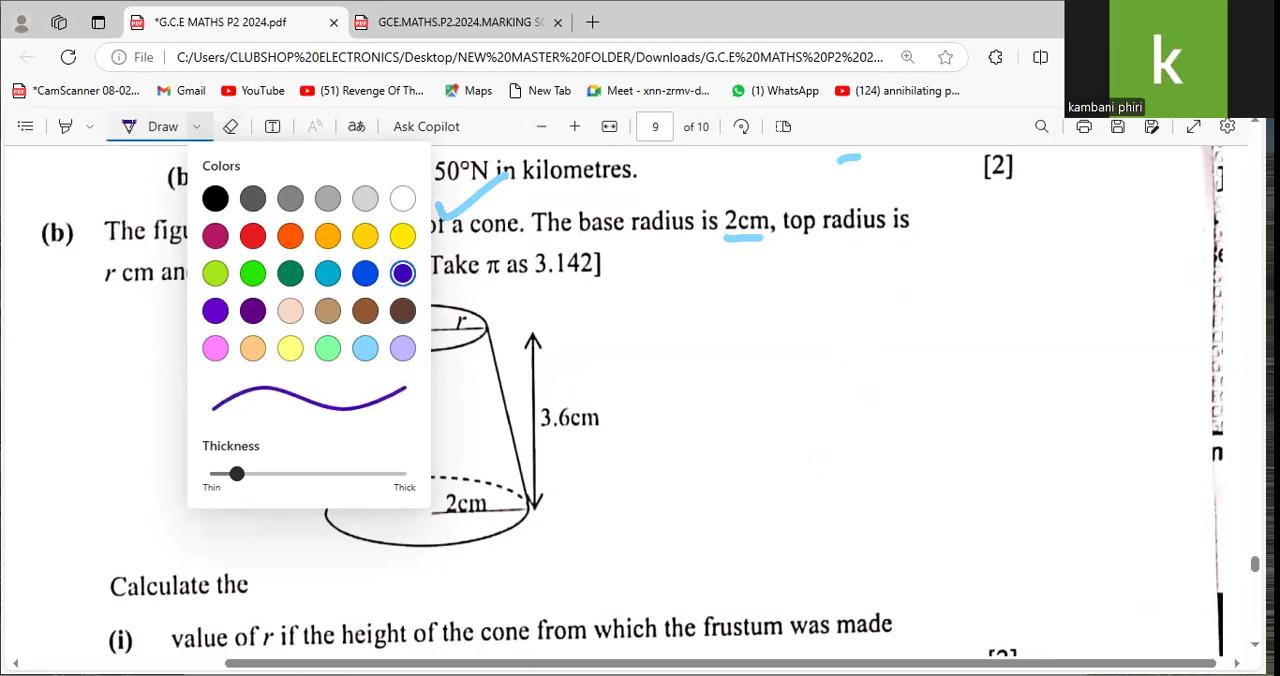 *G.C.E MATHS P2 2024.pdf
GCE.MATHS.P2.2024.MARKING SC
File
C:/Users/CLUBSHOP%20ELECTRONICS/Desktop/NEW%20MASTER%20FOLDER/Downloads/G.C.E%20MATHS%20P2%202...
k
kambani phiri
*CamScanner 08-02...
Gmail
YouTube
(51) Revenge Of Th...
Maps
New Tab
Meet - xnn-zrmv-d...
(1) WhatsApp
(124) annihilating p...
Draw
Ask Copilot
9 of 10
Colors
Thickness
Thin
Thick
(b 50°N in kilometres. [2]
(b) The figu of a cone. The base radius is 2cm, top radius is
r cm an Take π as 3.142]
r
3.6cm
2cm
Calculate the
(i) value of r if the height of the cone from which the frustum was made